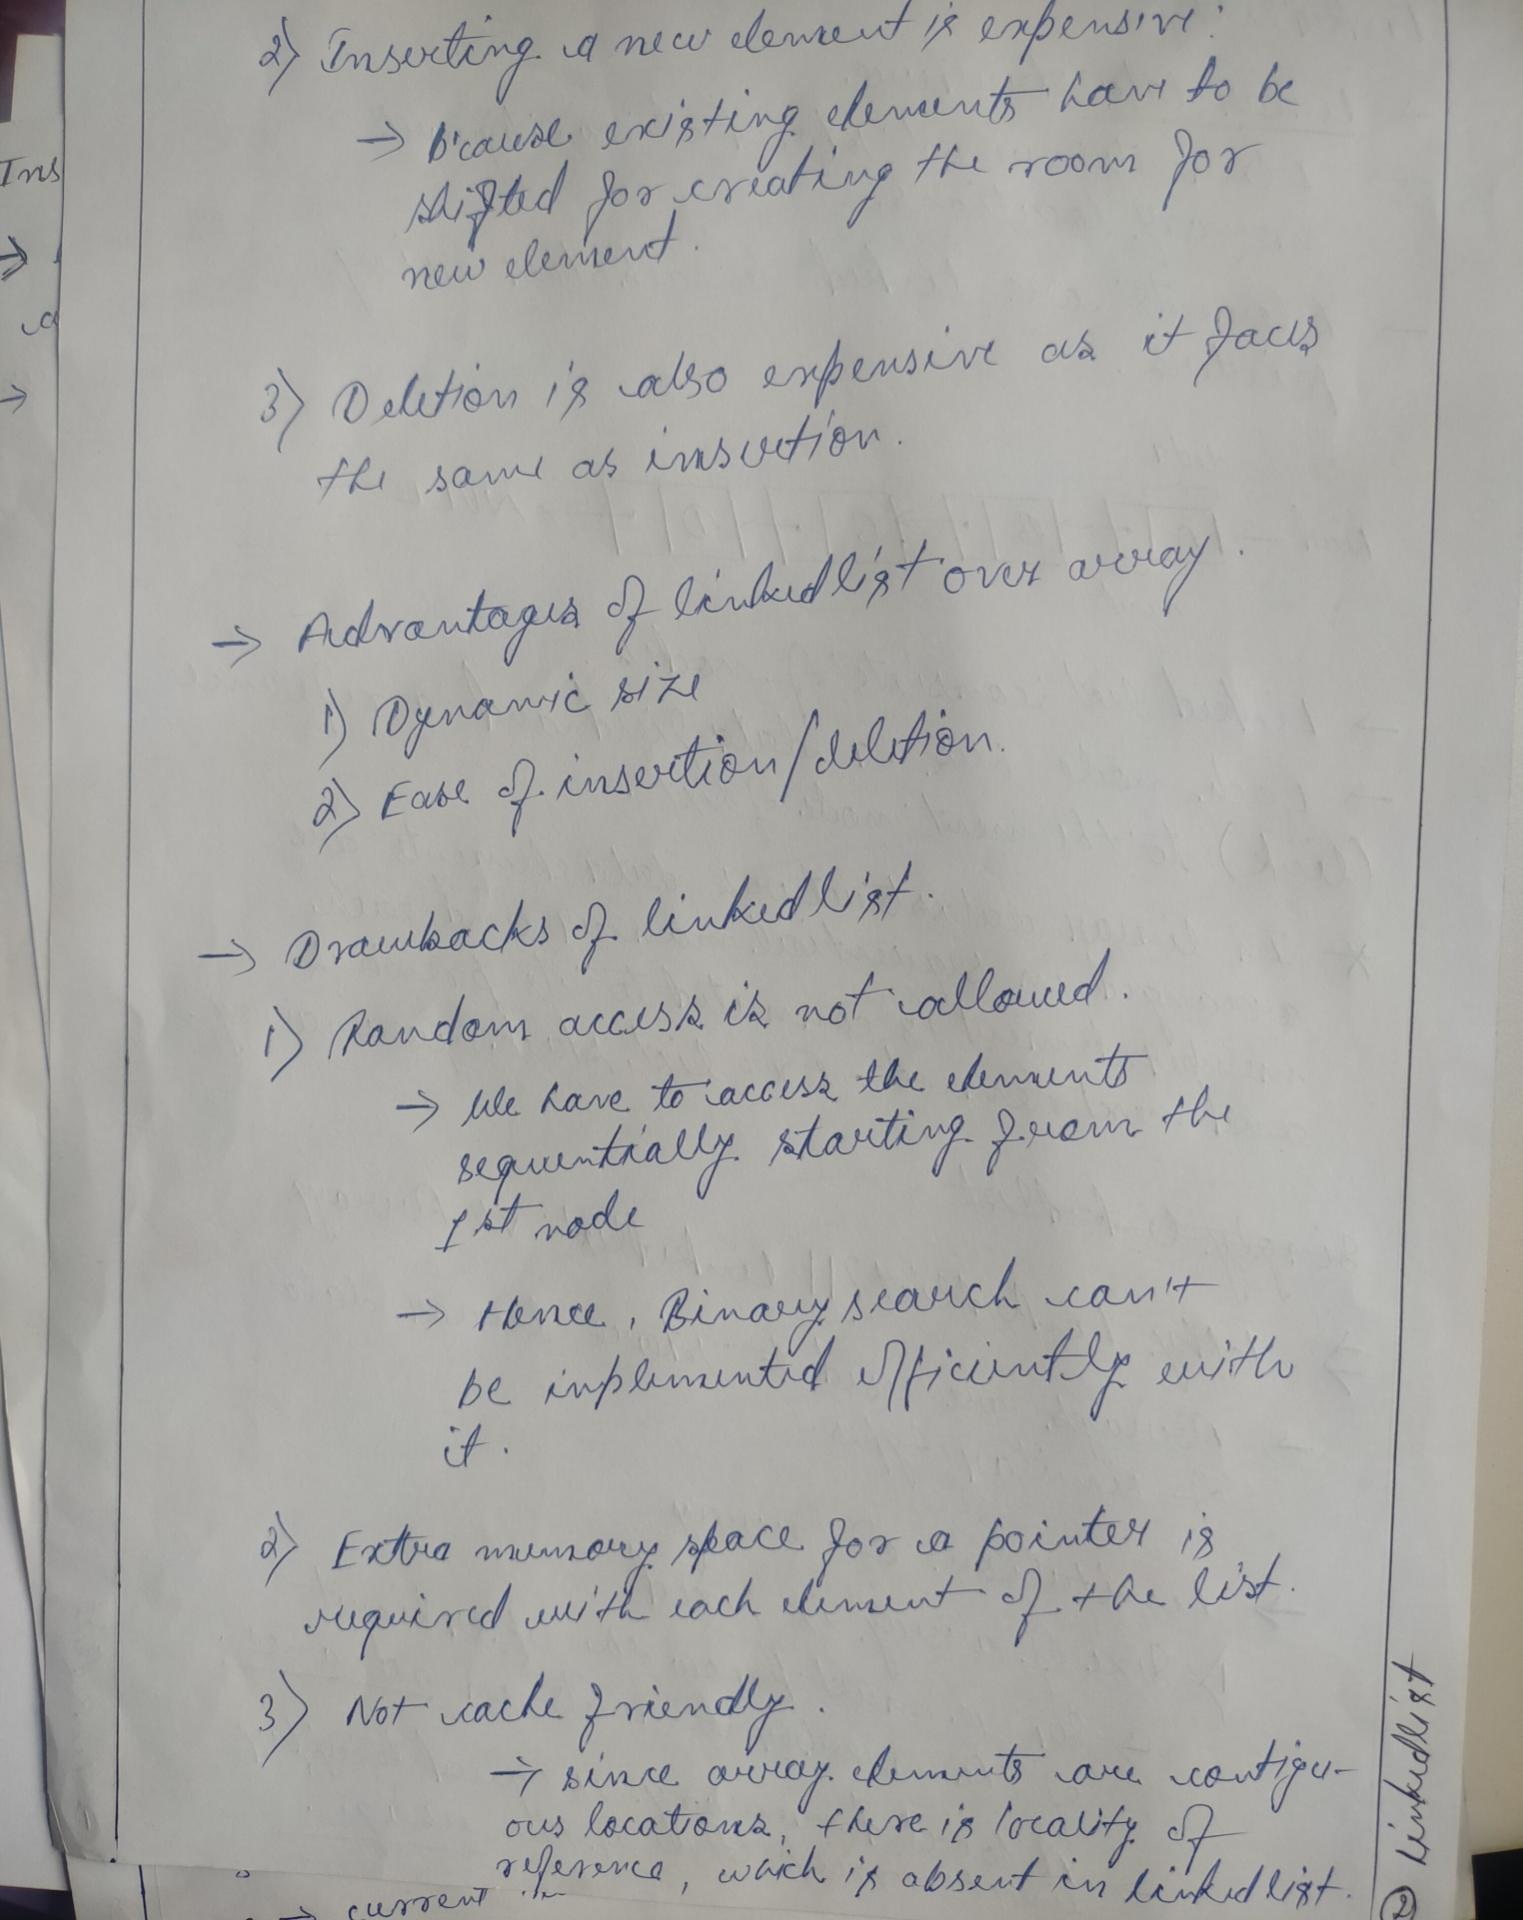 2) Inserting a new element is expensive:
→ b'cause existing elements have to be
shifted for creating the room for
new element.
3) Deletion is also expensive as it faces
the same as insertion.
→ Advantages of linkedlist over array.
1) Dynamic size
2) Ease of insertion/deletion.
→ Drawbacks of linkedlist.
1) Random access is not allowed.
→ We have to access the elements
sequentially starting from the
1st node
→ Hence, Binary search can't
be inplemented efficiently with
it.
2) Extra memory space for a pointer is
required with each element of the list.
3) Not cache friendly.
→ since array elements are contigu-
ous locations, there is locality of
reference, which is absent in linked list.
→ current
② Linkedlist
Ins
→
a
→